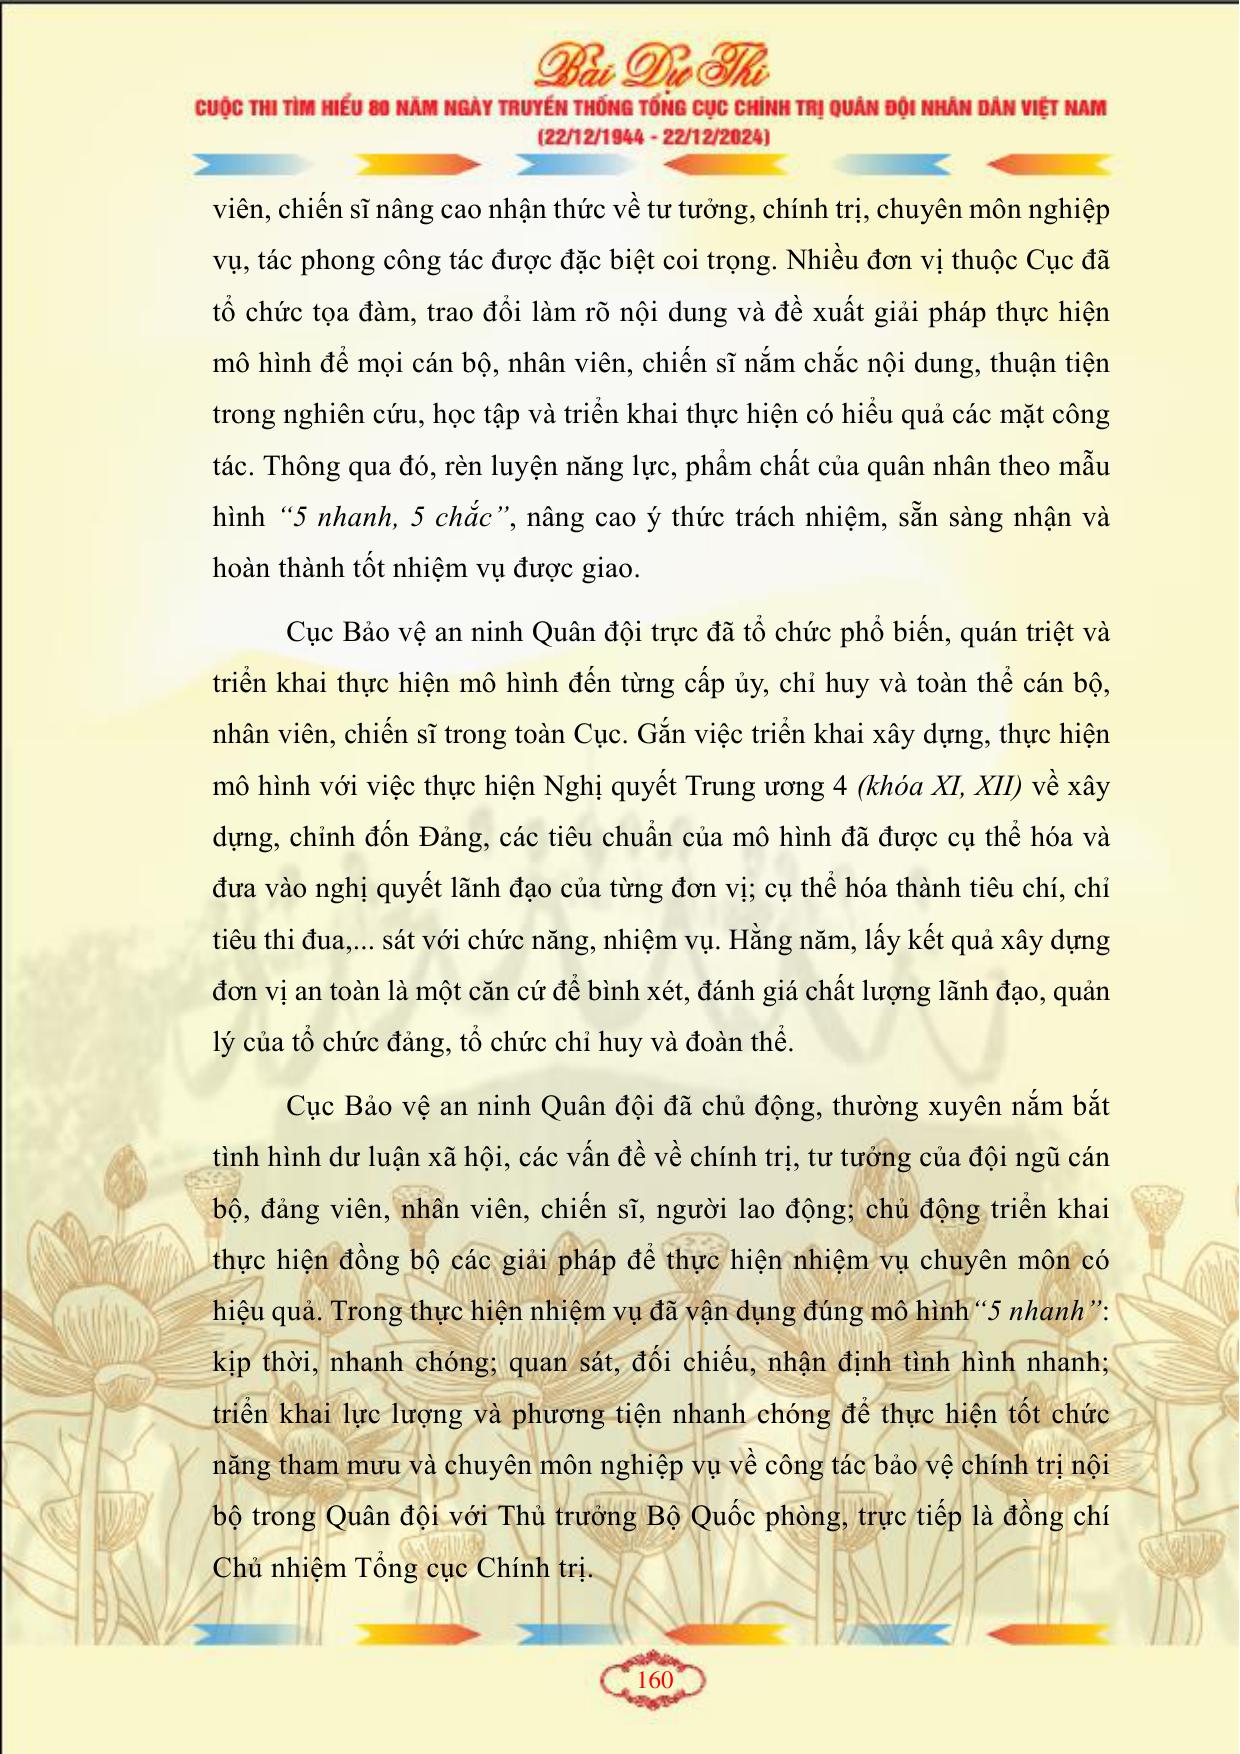 Bài Dự Thi
CUỘC THI TÌM HIỂU 80 NĂM NGÀY TRUYỀN THỐNG TỔNG CỤC CHÍNH TRỊ QUÂN ĐỘI NHÂN DÂN VIỆT NAM
(22/12/1944 - 22/12/2024)
viên, chiến sĩ nâng cao nhận thức về tư tưởng, chính trị, chuyên môn nghiệp
vụ, tác phong công tác được đặc biệt coi trọng. Nhiều đơn vị thuộc Cục đã
tổ chức tọa đàm, trao đổi làm rõ nội dung và đề xuất giải pháp thực hiện
mô hình để mọi cán bộ, nhân viên, chiến sĩ nắm chắc nội dung, thuận tiện
trong nghiên cứu, học tập và triển khai thực hiện có hiểu quả các mặt công
tác. Thông qua đó, rèn luyện năng lực, phẩm chất của quân nhân theo mẫu
hình “5 nhanh, 5 chắc”, nâng cao ý thức trách nhiệm, sẵn sàng nhận và
hoàn thành tốt nhiệm vụ được giao.
Cục Bảo vệ an ninh Quân đội trực đã tổ chức phổ biến, quán triệt và
triển khai thực hiện mô hình đến từng cấp ủy, chỉ huy và toàn thể cán bộ,
nhân viên, chiến sĩ trong toàn Cục. Gắn việc triển khai xây dựng, thực hiện
mô hình với việc thực hiện Nghị quyết Trung ương 4 (khóa XI, XII) về xây
dựng, chỉnh đốn Đảng, các tiêu chuẩn của mô hình đã được cụ thể hóa và
đưa vào nghị quyết lãnh đạo của từng đơn vị; cụ thể hóa thành tiêu chí, chỉ
tiêu thi đua,... sát với chức năng, nhiệm vụ. Hằng năm, lấy kết quả xây dựng
đơn vị an toàn là một căn cứ để bình xét, đánh giá chất lượng lãnh đạo, quản
lý của tổ chức đảng, tổ chức chỉ huy và đoàn thể.
Cục Bảo vệ an ninh Quân đội đã chủ động, thường xuyên nắm bắt
tình hình dư luận xã hội, các vấn đề về chính trị, tư tưởng của đội ngũ cán
bộ, đảng viên, nhân viên, chiến sĩ, người lao động; chủ động triển khai
thực hiện đồng bộ các giải pháp để thực hiện nhiệm vụ chuyên môn có
hiệu quả. Trong thực hiện nhiệm vụ đã vận dụng đúng mô hình“5 nhanh”:
kịp thời, nhanh chóng; quan sát, đối chiếu, nhận định tình hình nhanh;
triển khai lực lượng và phương tiện nhanh chóng để thực hiện tốt chức
năng tham mưu và chuyên môn nghiệp vụ về công tác bảo vệ chính trị nội
bộ trong Quân đội với Thủ trưởng Bộ Quốc phòng, trực tiếp là đồng chí
Chủ nhiệm Tổng cục Chính trị.
160